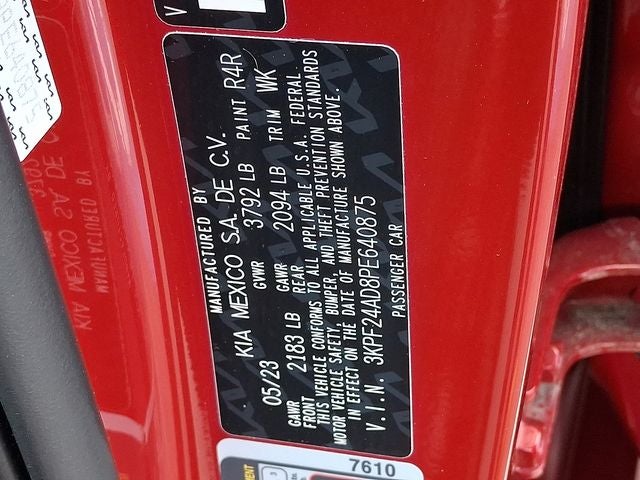 MANUFACTURED BY
KIA MEXICO S.A. DE C.V.
05/23 GVWR 3792 LB PAINT R4R
GAWR FRONT 2183 LB GAWR REAR 2094 LB TRIM WK
THIS VEHICLE CONFORMS TO ALL APPLICABLE U.S.A. FEDERAL
MOTOR VEHICLE SAFETY, BUMPER, AND THEFT PREVENTION STANDARDS
IN EFFECT ON THE DATE OF MANUFACTURE SHOWN ABOVE.
V.I.N. 3KPF24AD8PE640875
PASSENGER CAR
7610
V